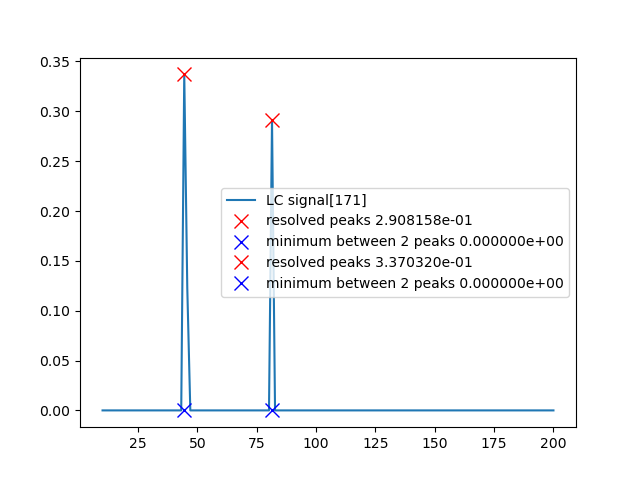 0.35
0.30
0.25
0.20
0.15
0.10
0.05
0.00
LC signal[171]
resolved peaks 2.908158e-01
minimum between 2 peaks 0.000000e+00
resolved peaks 3.370320e-01
minimum between 2 peaks 0.000000e+00
25 50 75 100 125 150 175 200